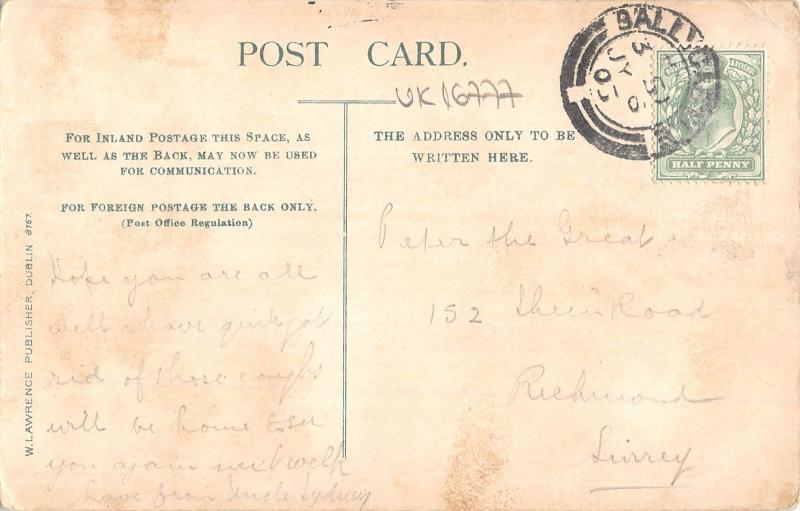 POST CARD.
UK 16777
FOR INLAND POSTAGE THIS SPACE, AS
WELL AS THE BACK, MAY NOW BE USED
FOR COMMUNICATION.
FOR FOREIGN POSTAGE THE BACK ONLY.
(Post Office Regulation)
THE ADDRESS ONLY TO BE
WRITTEN HERE.
HALF PENNY
W. LAWRENCE PUBLISHER, DUBLIN 8167.
Hope you are all
well & have quite got
rid of those coughs
will be home to see
you again next week
Love from Uncle Sydney
Peter the Great
152 Road
Richmond
Surrey